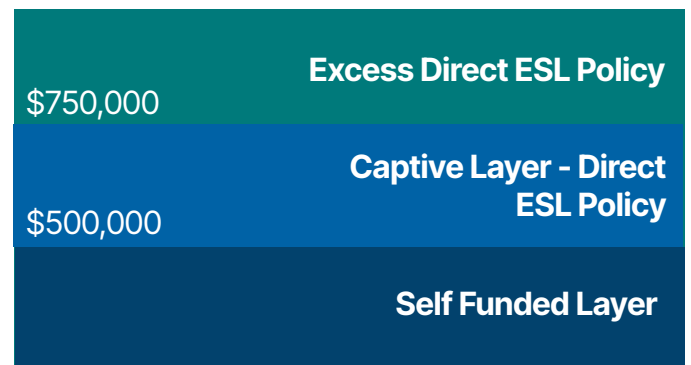 Excess Direct ESL Policy
$750,000
Captive Layer - Direct
ESL Policy
$500,000
Self Funded Layer